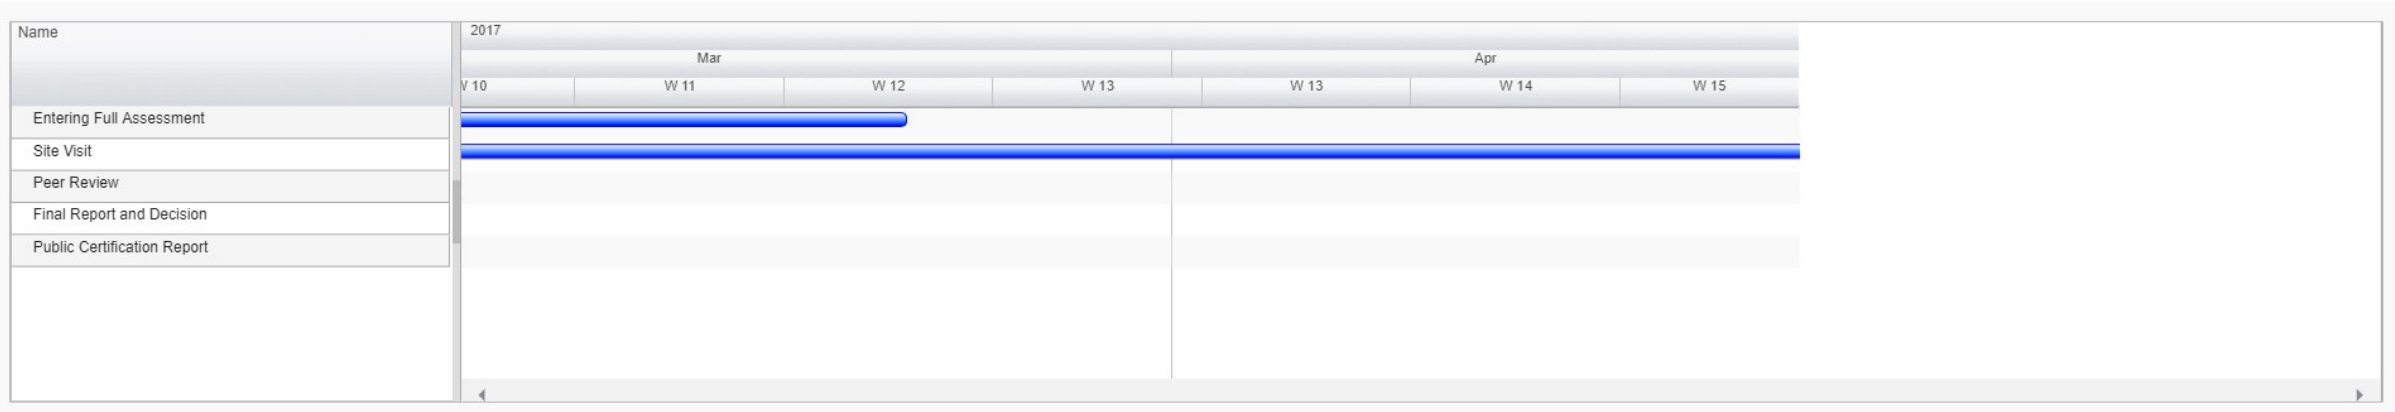 Name
2017
Mar Apr
W 10 W 11 W 12 W 13 W 13 W 14 W 15
Entering Full Assessment
Site Visit
Peer Review
Final Report and Decision
Public Certification Report